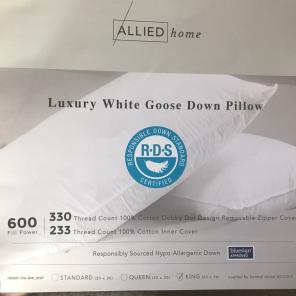 ALLIED home
Luxury White Goose Down Pillow
RESPONSIBLE DOWN STANDARD
R·D·S
CERTIFIED
600 Fill Power
330 Thread Count 100% Cotton Dobby Dot Design Removable Zipper Cover
233 Thread Count 100% Cotton Inner Cover
Responsibly Sourced Hypo-Allergenic Down
bluesign APPROVED
STANDARD QUEEN KING